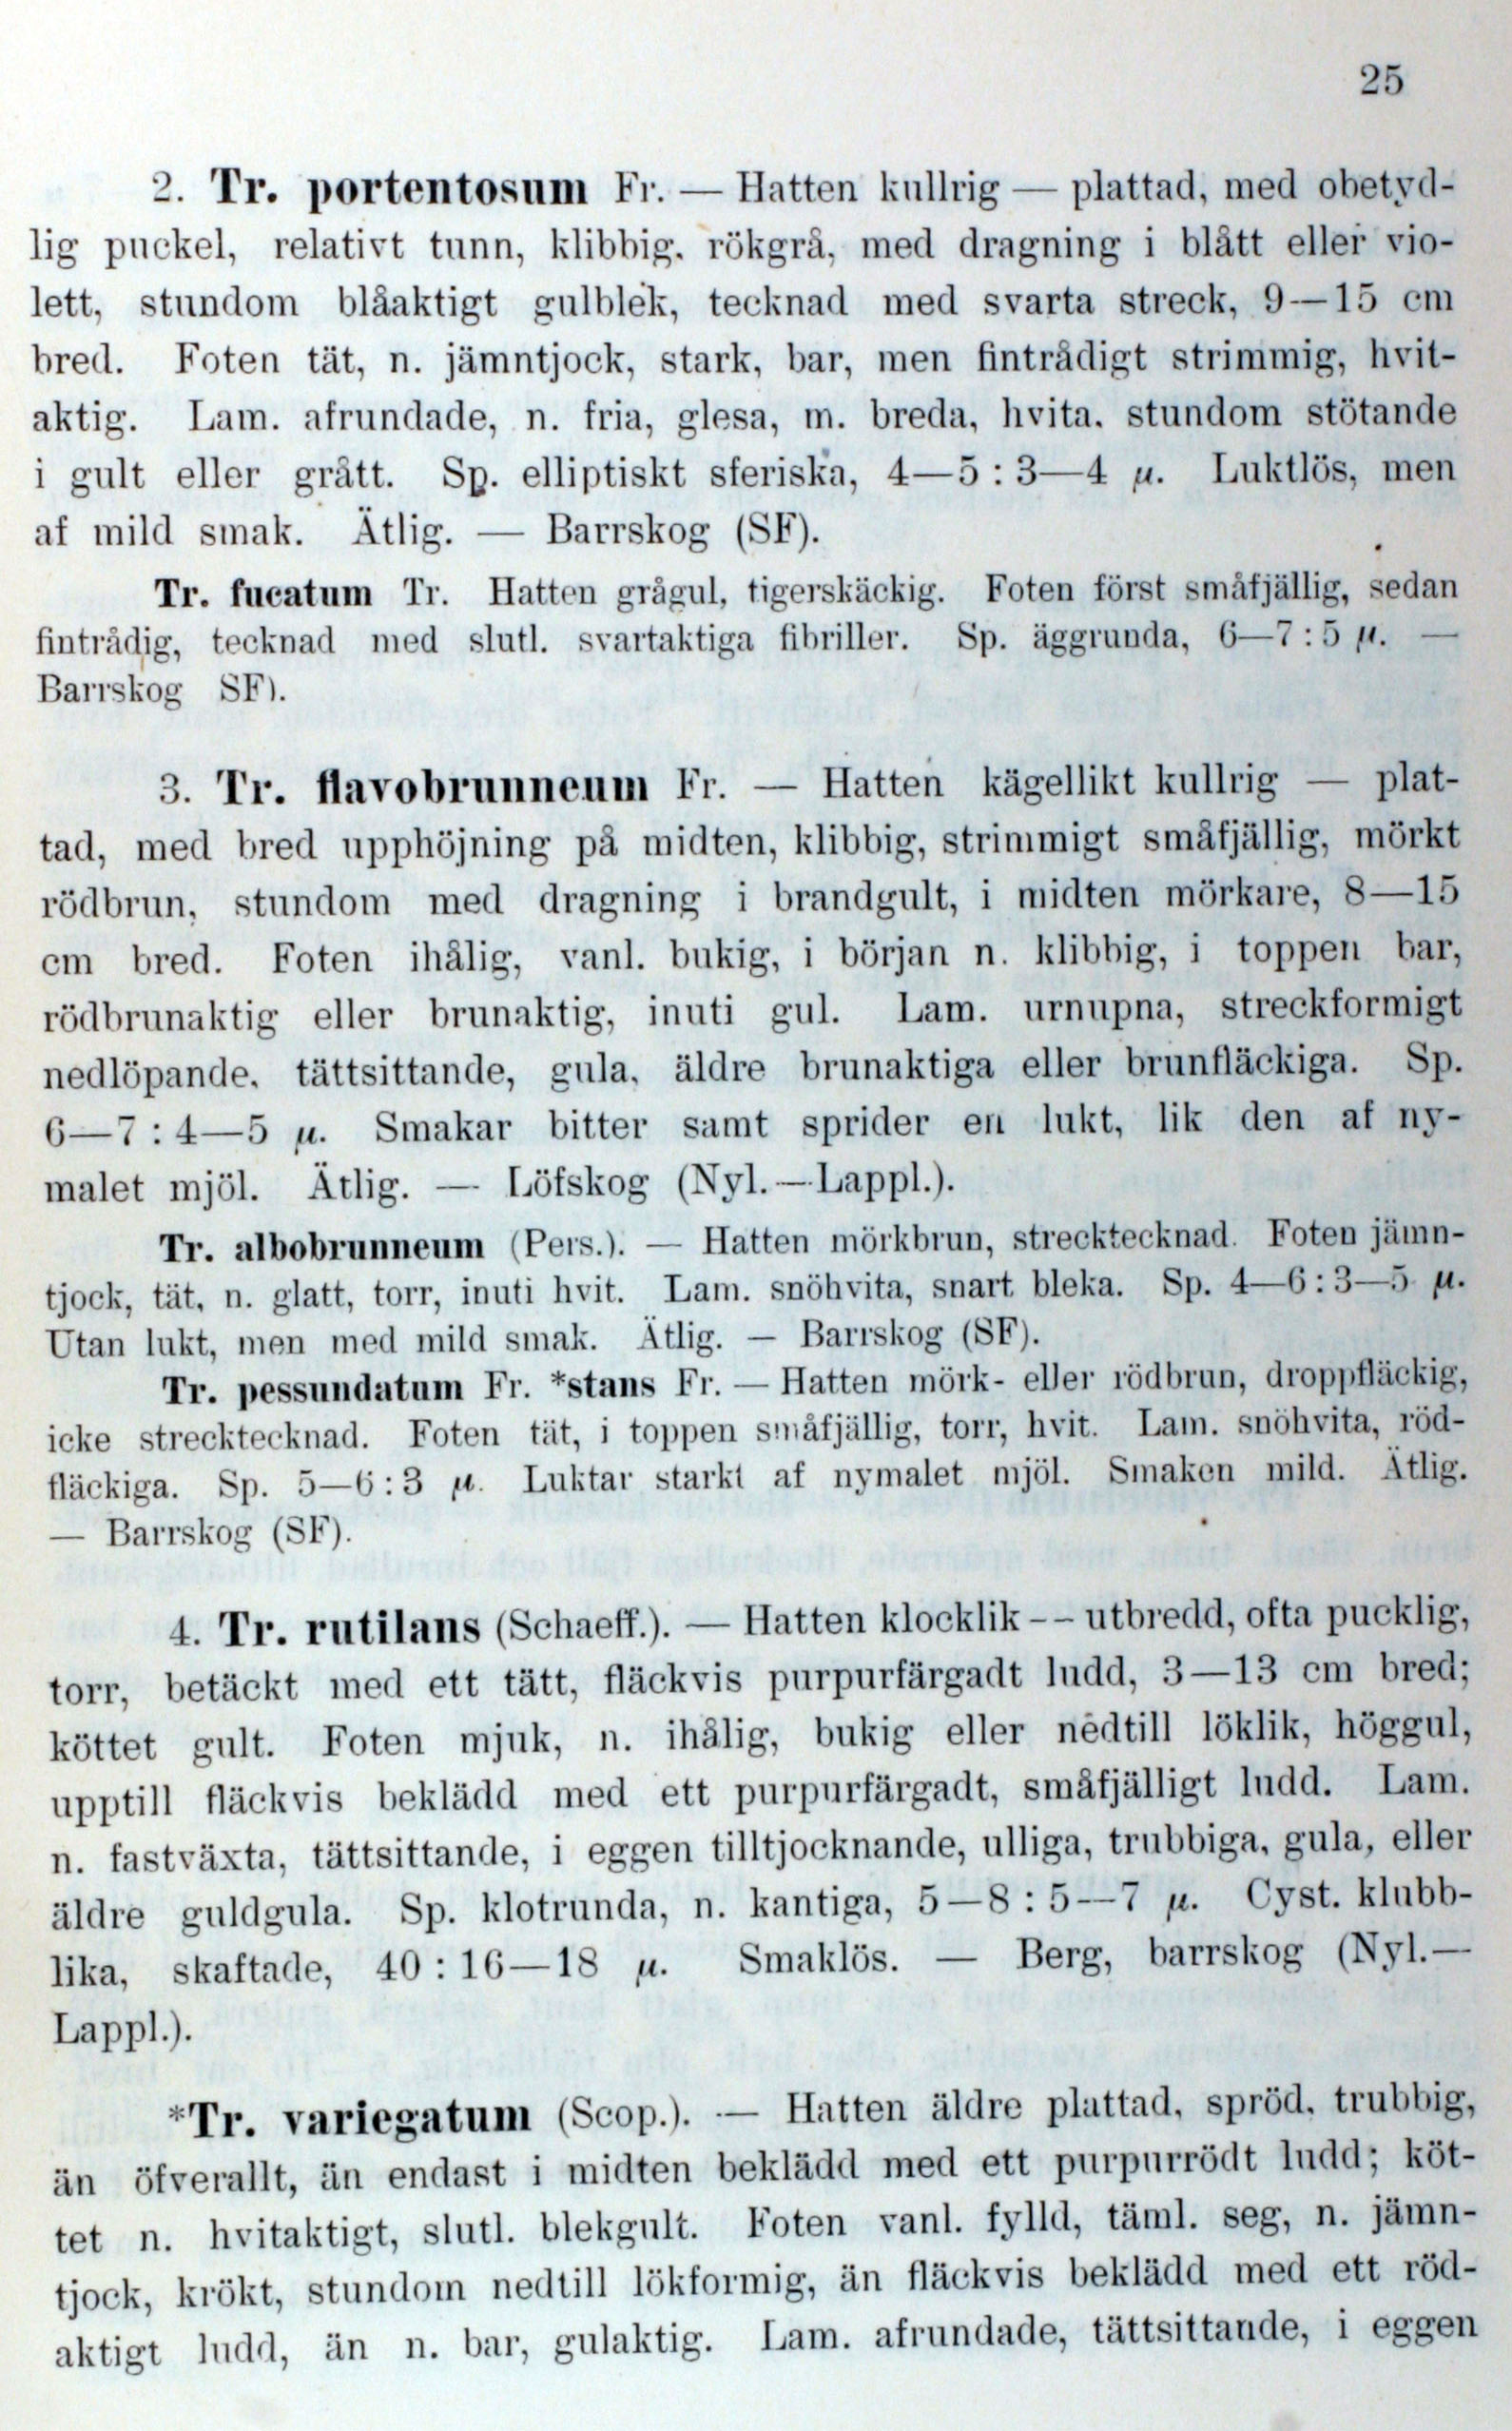 25
2. Tr. portentosum Fr. — Hatten kullrig — plattad, med obetyd-
lig puckel, relativt tunn, klibbig, rökgrå, med dragning i blått eller vio-
lett, stundom blåaktigt gulblek, tecknad med svarta streck, 9—15 cm
bred. Foten tät, n. jämntjock, stark, bar, men fintrådigt strimmig, hvit-
aktig. Lam. afrundade, n. fria, glesa, m. breda, hvita, stundom stötande
i gult eller grått. Sp. elliptiskt sferiska, 4—5 : 3—4 µ. Luktlös, men
af mild smak. Ätlig. — Barrskog (SF).
Tr. fucatum Tr. Hatten grågul, tigerskäckig. Foten först småfjällig, sedan
fintrådig, tecknad med slutl. svartaktiga fibriller. Sp. äggrunda, 6—7 : 5 µ. —
Barrskog SF).
3. Tr. flavobrunneum Fr. — Hatten kägellikt kullrig — plat-
tad, med bred upphöjning på midten, klibbig, strimmigt småfjällig, mörkt
rödbrun, stundom med dragning i brandgult, i midten mörkare, 8—15
cm bred. Foten ihålig, vanl. bukig, i början n. klibbig, i toppen bar,
rödbrunaktig eller brunaktig, inuti gul. Lam. urnupna, streckformigt
nedlöpande, tättsittande, gula, äldre brunaktiga eller brunfläckiga. Sp.
6—7 : 4—5 µ. Smakar bitter samt sprider en lukt, lik den af ny-
malet mjöl. Ätlig. — Löfskog (Nyl.—Lappl.).
Tr. albobrunneum (Pers.). — Hatten mörkbrun, strecktecknad. Foten jämn-
tjock, tät, n. glatt, torr, inuti hvit. Lam. snöhvita, snart bleka. Sp. 4—6 : 3—5 µ.
Utan lukt, men med mild smak. Ätlig. — Barrskog (SF).
Tr. pessundatum Fr. *stans Fr. — Hatten mörk- eller rödbrun, droppfläckig,
icke strecktecknad. Foten tät, i toppen småfjällig, torr, hvit. Lam. snöhvita, röd-
fläckiga. Sp. 5—6 : 3 µ. Luktar starkt af nymalet mjöl. Smaken mild. Ätlig.
— Barrskog (SF).
4. Tr. rutilans (Schaeff.). — Hatten klocklik -- utbredd, ofta pucklig,
torr, betäckt med ett tätt, fläckvis purpurfärgadt ludd, 3—13 cm bred;
köttet gult. Foten mjuk, n. ihålig, bukig eller nedtill löklik, höggul,
upptill fläckvis beklädd med ett purpurfärgadt, småfjälligt ludd. Lam.
n. fastväxta, tättsittande, i eggen tilltjocknande, ulliga, trubbiga, gula, eller
äldre guldgula. Sp. klotrunda, n. kantiga, 5—8 : 5—7 µ. Cyst. klubb-
lika, skaftade, 40 : 16—18 µ. Smaklös. — Berg, barrskog (Nyl.—
Lappl.).
*Tr. variegatum (Scop.). — Hatten äldre plattad, spröd, trubbig,
än öfverallt, än endast i midten beklädd med ett purpurrödt ludd; köt-
tet n. hvitaktigt, slutl. blekgult. Foten vanl. fylld, täml. seg, n. jämn-
tjock, krökt, stundom nedtill lökformig, än fläckvis beklädd med ett röd-
aktigt ludd, än n. bar, gulaktig. Lam. afrundade, tättsittande, i eggen